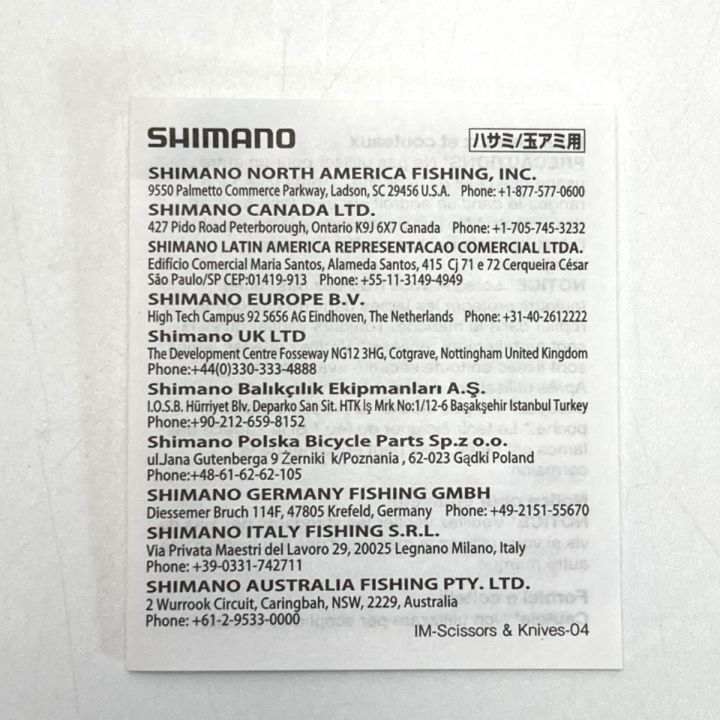 SHIMANO
ハサミ/玉アミ用
SHIMANO NORTH AMERICA FISHING, INC.
9550 Palmetto Commerce Parkway, Ladson, SC 29456 U.S.A. Phone: +1-877-577-0600
SHIMANO CANADA LTD.
427 Pido Road Peterborough, Ontario K9J 6X7 Canada Phone: +1-705-745-3232
SHIMANO LATIN AMERICA REPRESENTACAO COMERCIAL LTDA.
Edifício Comercial Maria Santos, Alameda Santos, 415 Cj 71 e 72 Cerqueira César
São Paulo/SP CEP:01419-913 Phone: +55-11-3149-4949
SHIMANO EUROPE B.V.
High Tech Campus 92 5656 AG Eindhoven, The Netherlands Phone: +31-40-2612222
Shimano UK LTD
The Development Centre Fosseway NG12 3HG, Cotgrave, Nottingham United Kingdom
Phone:+44(0)330-333-4888
Shimano Balıkçılık Ekipmanları A.Ş.
I.O.S.B. Hürriyet Blv. Deparko San Sit. HTK İş Mrk No:1/12-6 Başakşehir Istanbul Turkey
Phone:+90-212-659-8152
Shimano Polska Bicycle Parts Sp.z o.o.
ul.Jana Gutenberga 9 Żerniki k/Poznania , 62-023 Gądki Poland
Phone:+48-61-62-62-105
SHIMANO GERMANY FISHING GMBH
Diessemer Bruch 114F, 47805 Krefeld, Germany Phone: +49-2151-55670
SHIMANO ITALY FISHING S.R.L.
Via Privata Maestri del Lavoro 29, 20025 Legnano Milano, Italy
Phone: +39-0331-742711
SHIMANO AUSTRALIA FISHING PTY. LTD.
2 Wurrook Circuit, Caringbah, NSW, 2229, Australia
Phone: +61-2-9533-0000
IM-Scissors & Knives-04